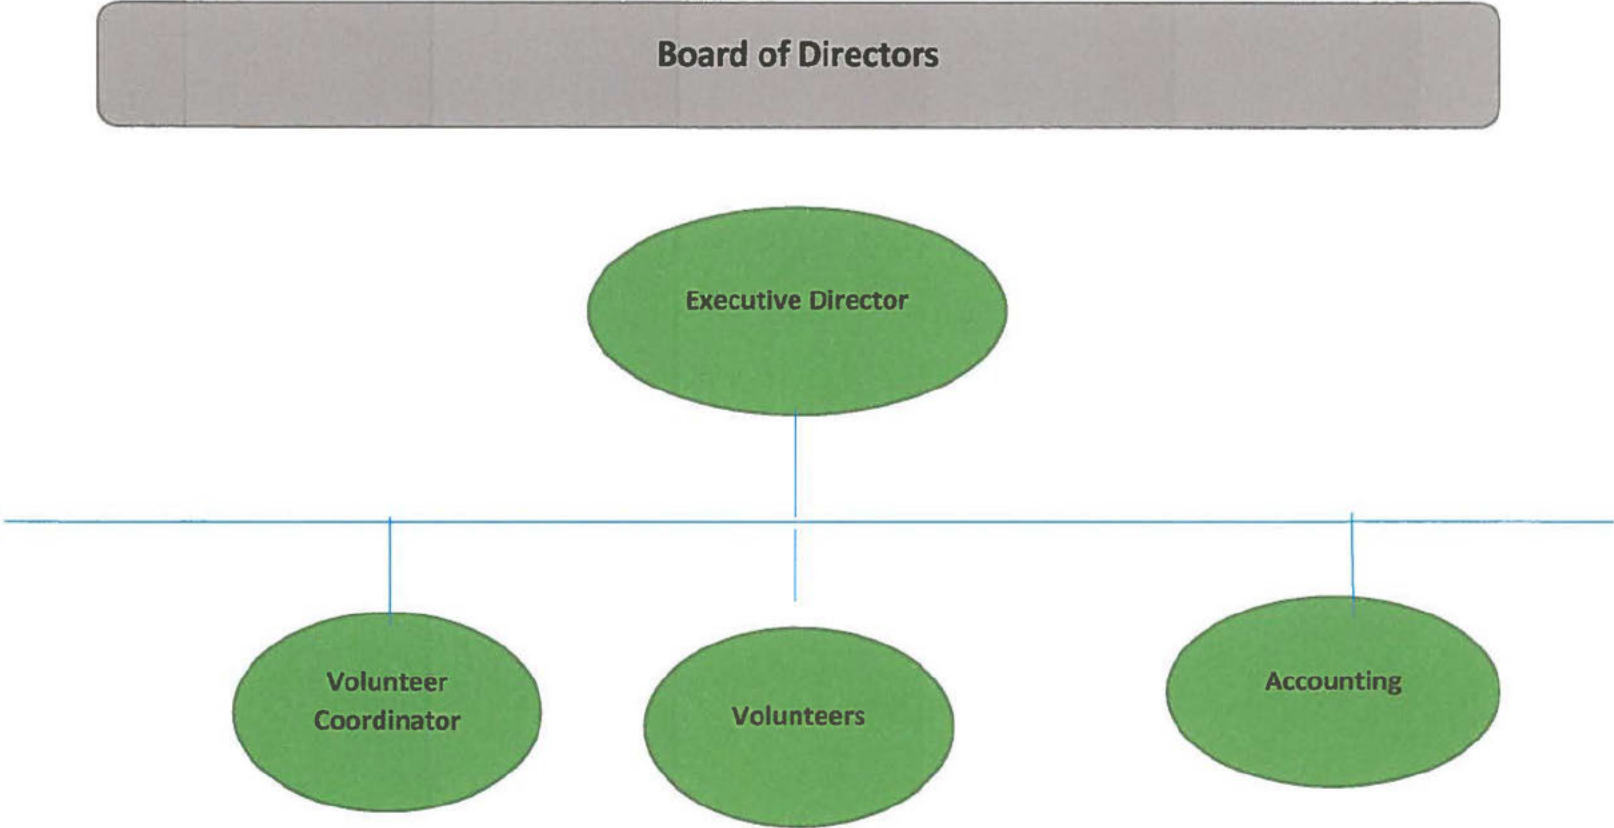 Board of Directors
Executive Director
Volunteer
Coordinator
Volunteers
Accounting